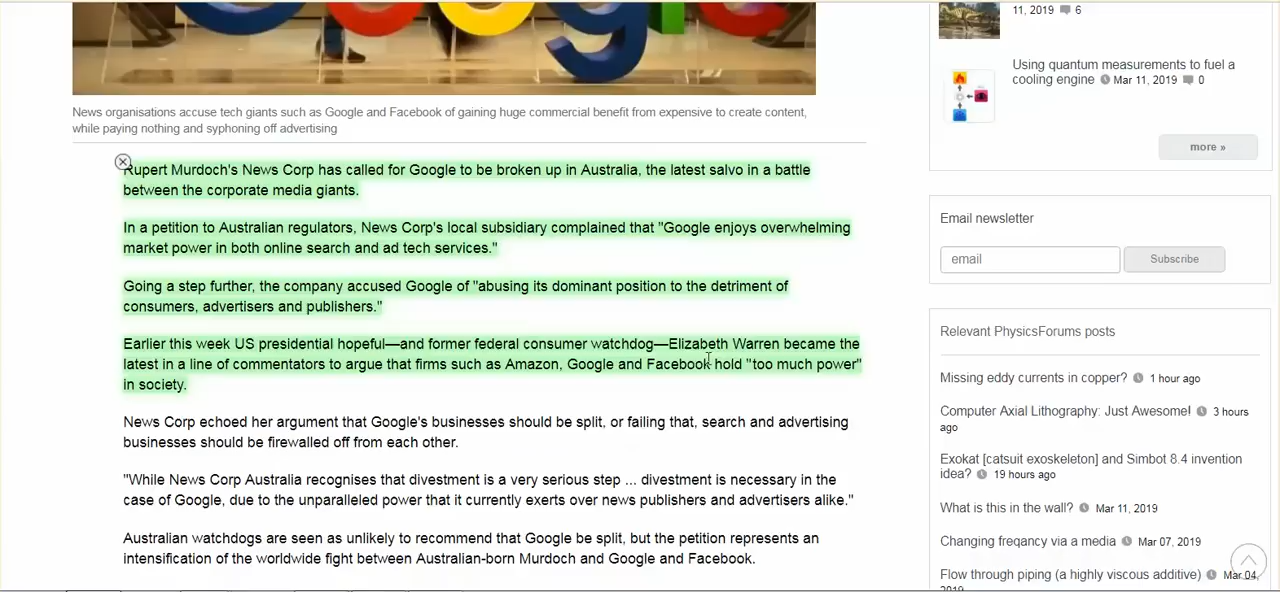 11, 2019 6
Using quantum measurements to fuel a
cooling engine Mar 11, 2019 0
more »
News organisations accuse tech giants such as Google and Facebook of gaining huge commercial benefit from expensive to create content,
while paying nothing and syphoning off advertising
Rupert Murdoch's News Corp has called for Google to be broken up in Australia, the latest salvo in a battle
between the corporate media giants.
In a petition to Australian regulators, News Corp's local subsidiary complained that "Google enjoys overwhelming
market power in both online search and ad tech services."
Going a step further, the company accused Google of "abusing its dominant position to the detriment of
consumers, advertisers and publishers."
Earlier this week US presidential hopeful—and former federal consumer watchdog—Elizabeth Warren became the
latest in a line of commentators to argue that firms such as Amazon, Google and Facebook hold "too much power"
in society.
News Corp echoed her argument that Google's businesses should be split, or failing that, search and advertising
businesses should be firewalled off from each other.
"While News Corp Australia recognises that divestment is a very serious step ... divestment is necessary in the
case of Google, due to the unparalleled power that it currently exerts over news publishers and advertisers alike."
Australian watchdogs are seen as unlikely to recommend that Google be split, but the petition represents an
intensification of the worldwide fight between Australian-born Murdoch and Google and Facebook.
Email newsletter
email Subscribe
Relevant PhysicsForums posts
Missing eddy currents in copper? 1 hour ago
Computer Axial Lithography: Just Awesome! 3 hours
ago
Exokat [catsuit exoskeleton] and Simbot 8.4 invention
idea? 19 hours ago
What is this in the wall? Mar 11, 2019
Changing freqancy via a media Mar 07, 2019
Flow through piping (a highly viscous additive) Mar 04,
2019